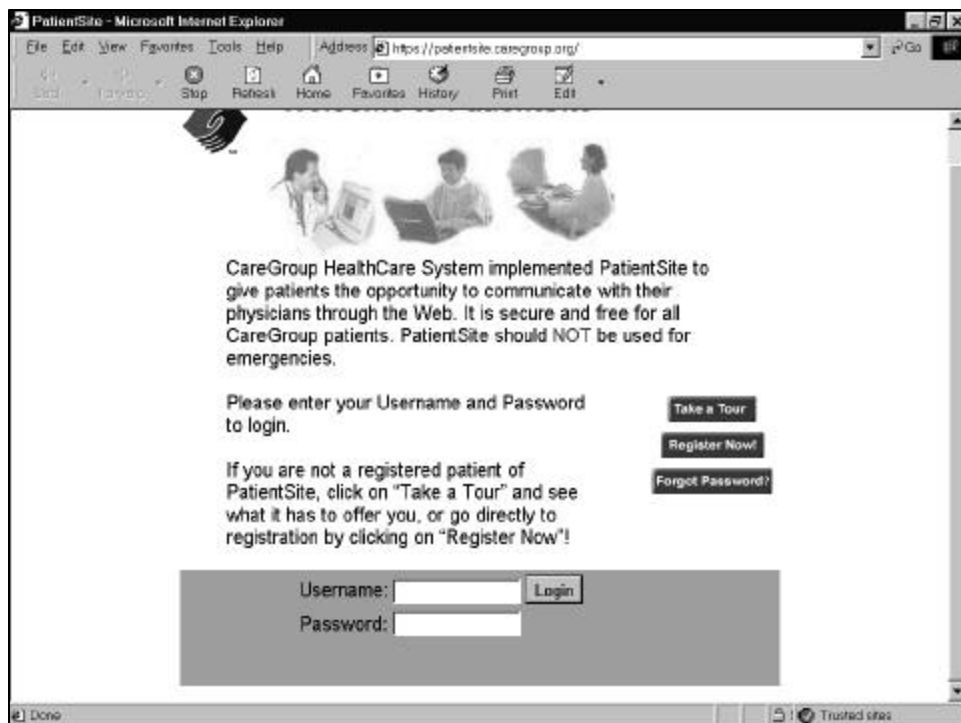 PatientSite - Microsoft Internet Explorer
File Edit View Favorites Tools Help Address https://patientsite.caregroup.org/ Go
Stop Refresh Home Favorites History Print Edit
CareGroup HealthCare System implemented PatientSite to
give patients the opportunity to communicate with their
physicians through the Web. It is secure and free for all
CareGroup patients. PatientSite should NOT be used for
emergencies.
Please enter your Username and Password
to login.
Take a Tour
Register Now!
Forgot Password?
If you are not a registered patient of
PatientSite, click on “Take a Tour” and see
what it has to offer you, or go directly to
registration by clicking on “Register Now”!
Username: Login
Password:
Done Trusted sites